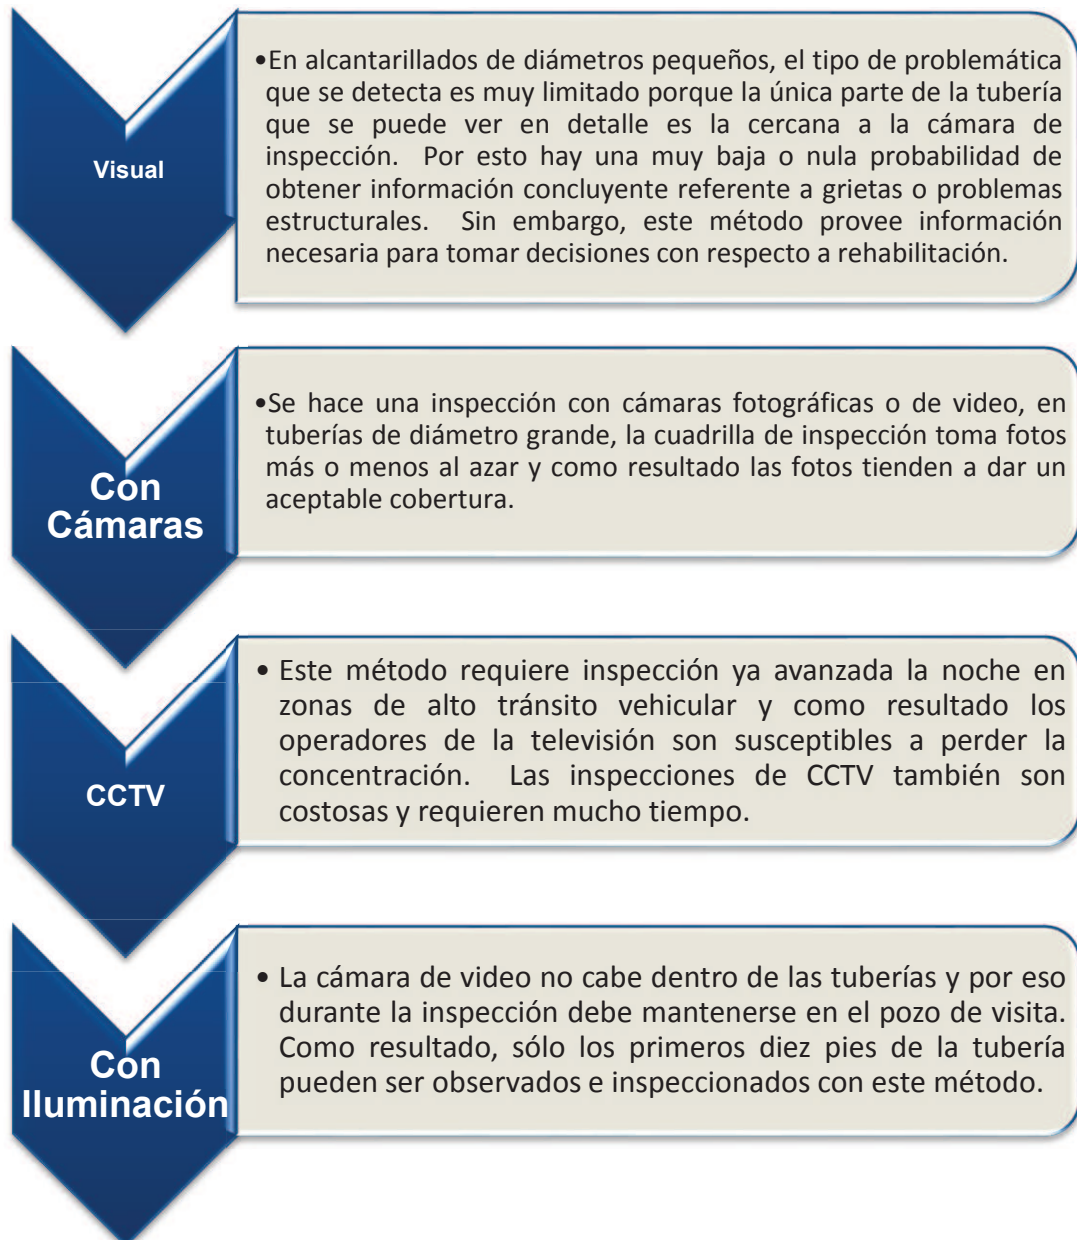 Visual
•En alcantarillados de diámetros pequeños, el tipo de problemática
que se detecta es muy limitado porque la única parte de la tubería
que se puede ver en detalle es la cercana a la cámara de
inspección. Por esto hay una muy baja o nula probabilidad de
obtener información concluyente referente a grietas o problemas
estructurales. Sin embargo, este método provee información
necesaria para tomar decisiones con respecto a rehabilitación.
Con
Cámaras
•Se hace una inspección con cámaras fotográficas o de video, en
tuberías de diámetro grande, la cuadrilla de inspección toma fotos
más o menos al azar y como resultado las fotos tienden a dar un
aceptable cobertura.
CCTV
• Este método requiere inspección ya avanzada la noche en
zonas de alto tránsito vehicular y como resultado los
operadores de la televisión son susceptibles a perder la
concentración. Las inspecciones de CCTV también son
costosas y requieren mucho tiempo.
Con
Iluminación
• La cámara de video no cabe dentro de las tuberías y por eso
durante la inspección debe mantenerse en el pozo de visita.
Como resultado, sólo los primeros diez pies de la tubería
pueden ser observados e inspeccionados con este método.